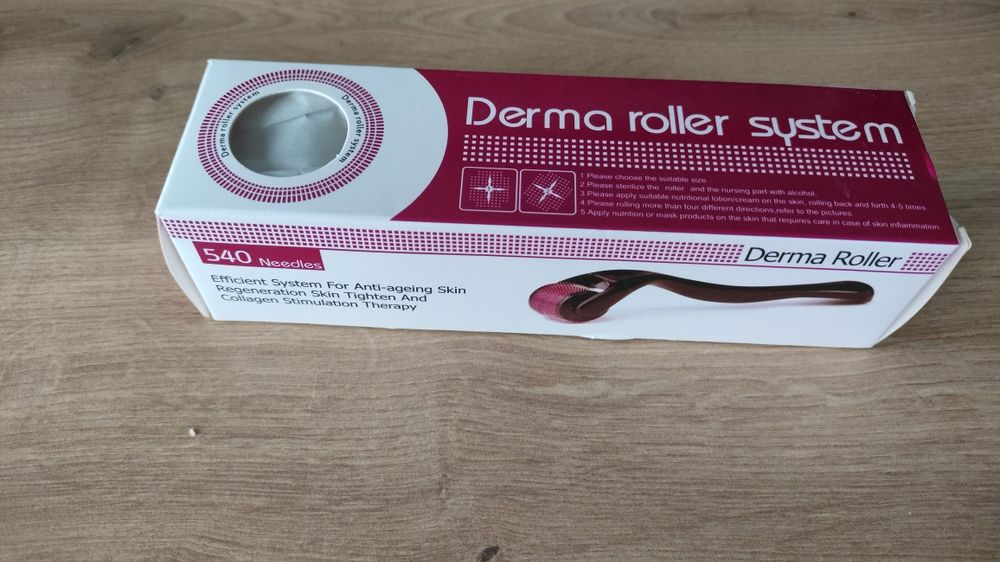 Derma roller system
Derma roller system
Derma roller system
1.Please choose the suitable size
2.Please sterilize the roller and the nursing part with alcohol.
3.Please apply suitable nutritional lotion/cream on the skin, rolling back and forth 4-5 times.
4.Please rolling more than four different directions,refer to the pictures.
5.Apply nutrition or mask products on the skin that requires care in case of skin inflammation.
540 Needles
Derma Roller
Efficient System For Anti-ageing Skin
Regeneration Skin Tighten And
Collagen Stimulation Therapy